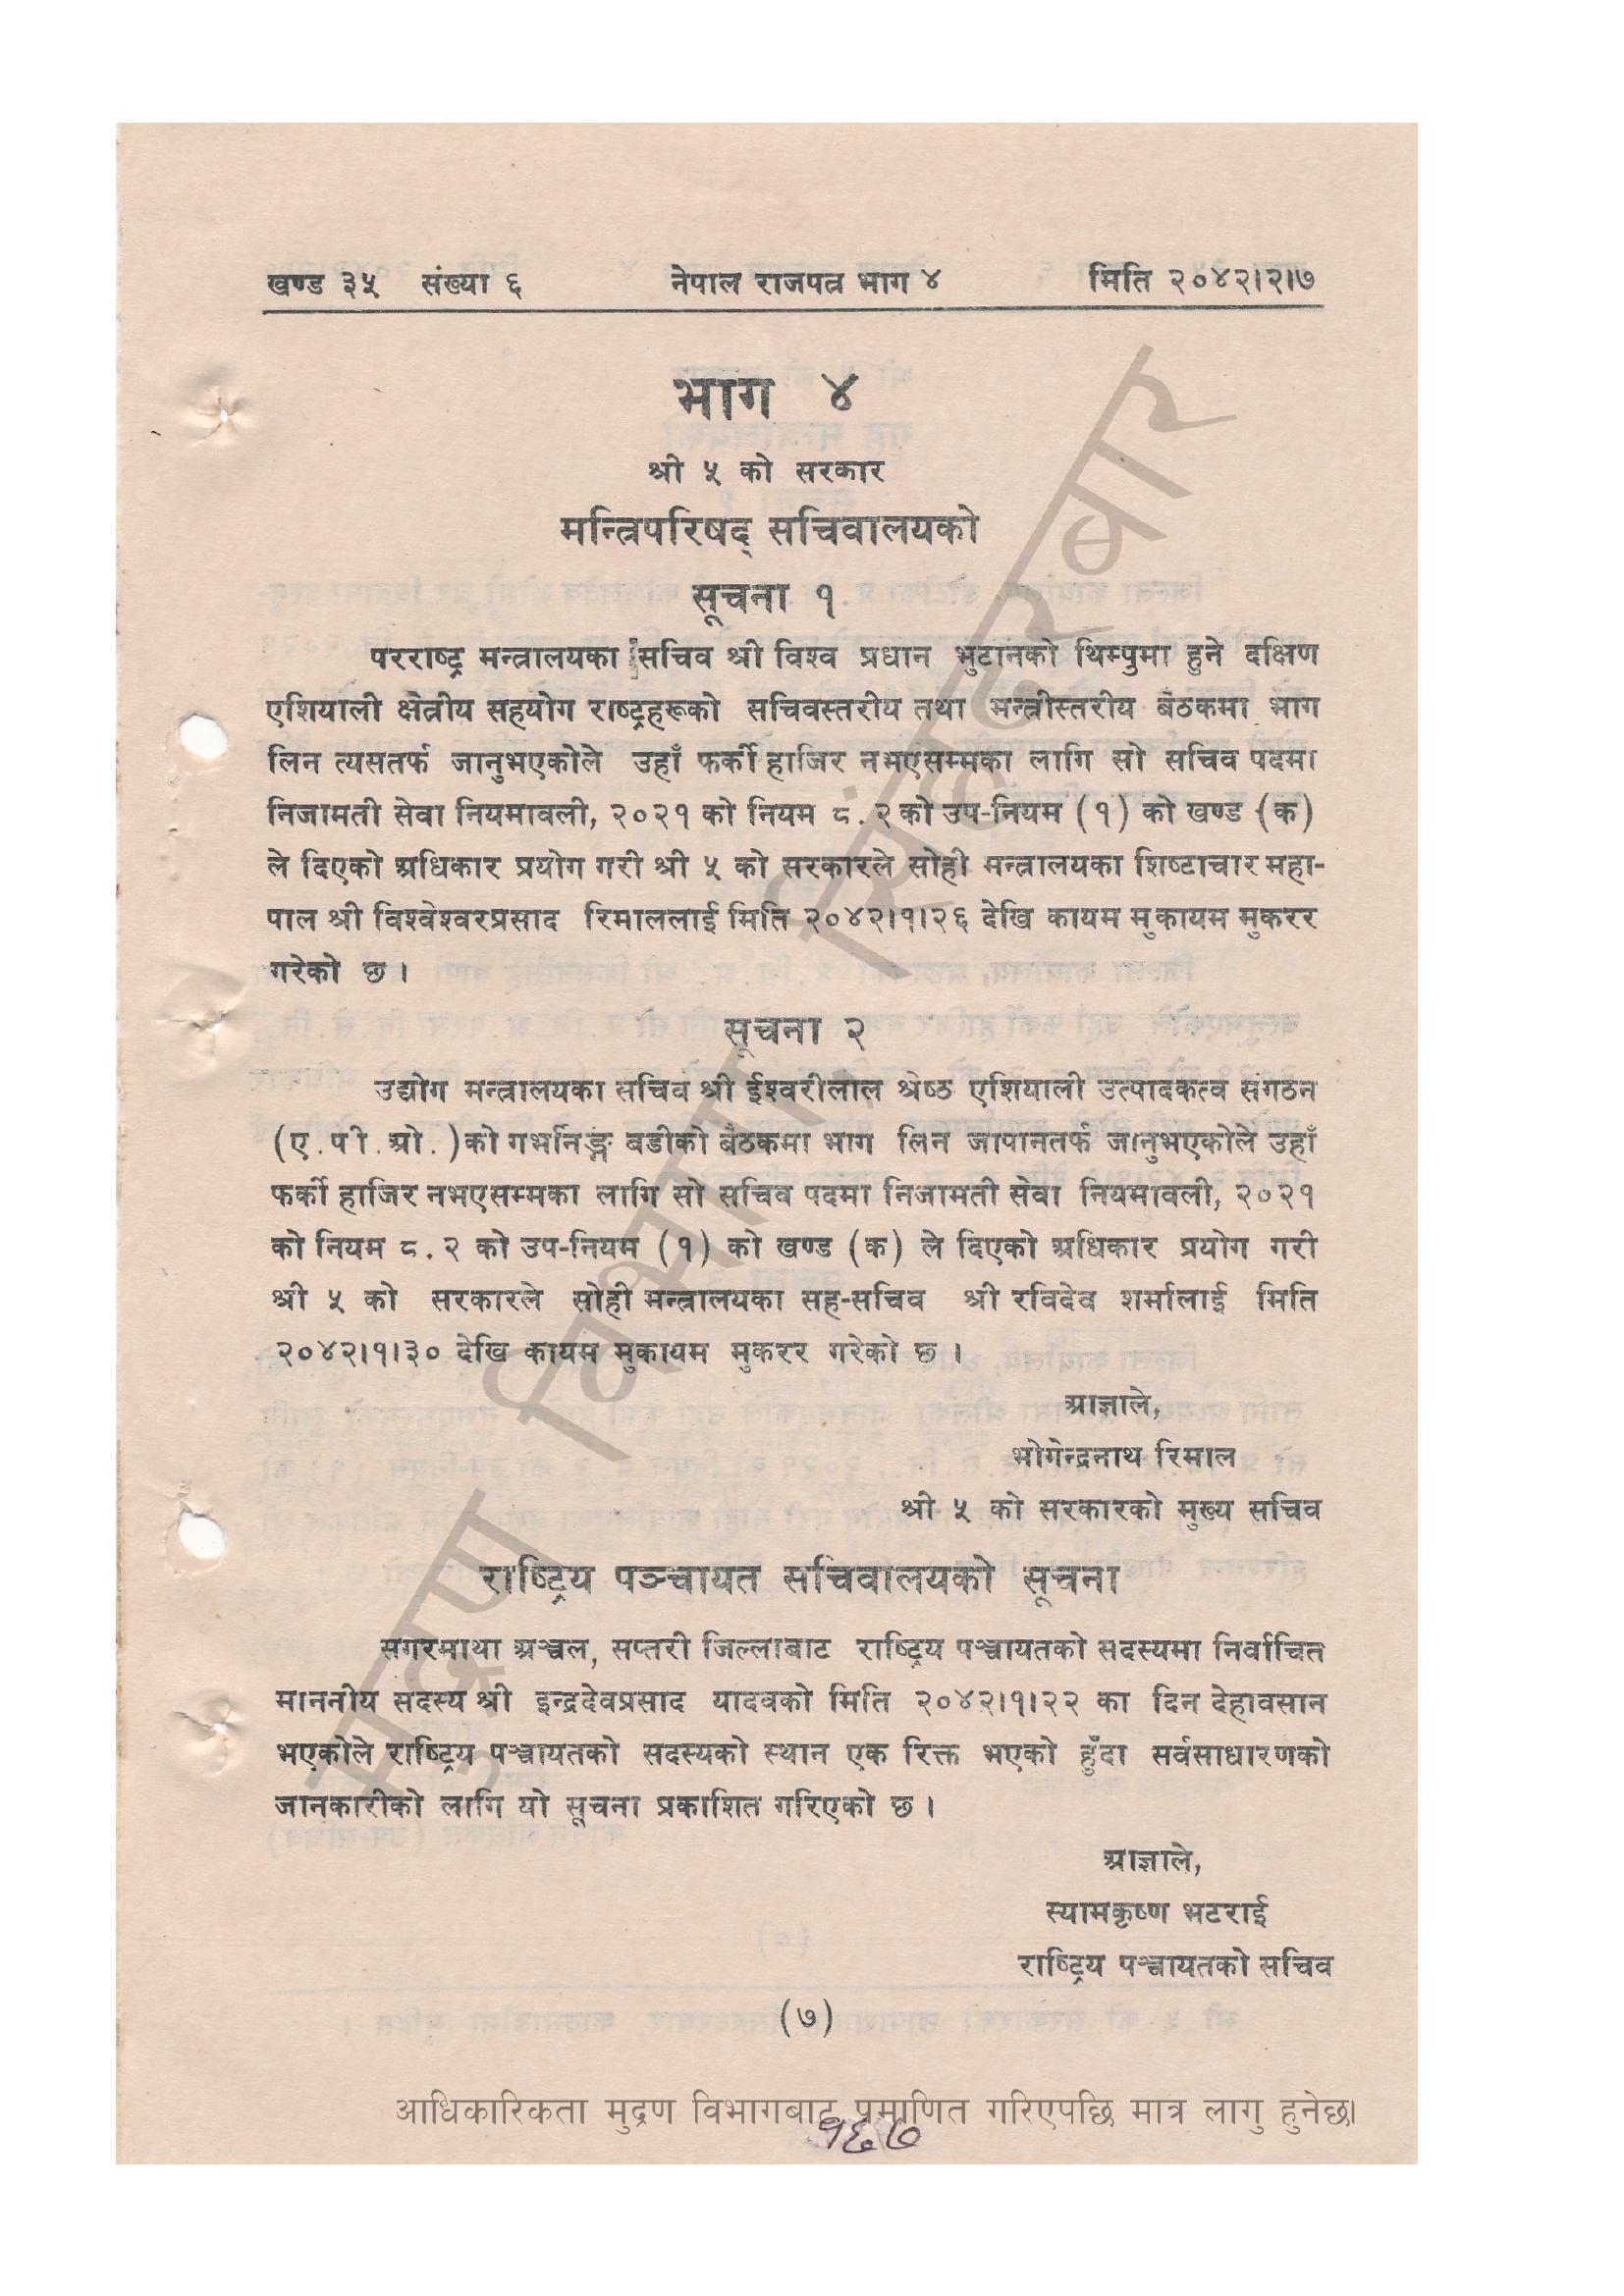 खण्ड ३५ संख्या ६ नेपाल राजपत्र भाग ४ मिति २०४२।२।७
भाग ४
श्री ५ को सरकार
मन्त्रिपरिषद् सचिवालयको
सूचना १
परराष्ट्र मन्त्रालयका सचिव श्री विश्व प्रधान भुटानको थिम्पुमा हुने दक्षिण
एशियाली क्षेत्रीय सहयोग राष्ट्रहरूको सचिवस्तरीय तथा मन्त्रीस्तरीय बैठकमा भाग
लिन त्यसतर्फ जानुभएकोले उहाँ फर्की हाजिर नभएसम्मका लागि सो सचिव पदमा
निजामती सेवा नियमावली, २०२१ को नियम ८.२ को उप-नियम (१) को खण्ड (क)
ले दिएको अधिकार प्रयोग गरी श्री ५ को सरकारले सोही मन्त्रालयका शिष्टाचार महा-
पाल श्री विश्वेश्वरप्रसाद रिमाललाई मिति २०४२।१।२६ देखि कायम मुकायम मुकरर
गरेको छ ।
सूचना २
उद्योग मन्त्रालयका सचिव श्री ईश्वरीलाल श्रेष्ठ एशियाली उत्पादकत्व संगठन
(ए.पी.ओ.) को गभर्निङ्ग बडीको बैठकमा भाग लिन जापानतर्फ जानुभएकोले उहाँ
फर्की हाजिर नभएसम्मका लागि सो सचिव पदमा निजामती सेवा नियमावली, २०२१
को नियम ८.२ को उप-नियम (१) को खण्ड (क) ले दिएको अधिकार प्रयोग गरी
श्री ५ को सरकारले सोही मन्त्रालयका सह-सचिव श्री रविदेव शर्मालाई मिति
२०४२।१।३० देखि कायम मुकायम मुकरर गरेको छ ।
आज्ञाले,
भोगेन्द्रनाथ रिमाल
श्री ५ को सरकारको मुख्य सचिव
राष्ट्रिय पञ्चायत सचिवालयको सूचना
सगरमाथा अञ्चल, सप्तरी जिल्लाबाट राष्ट्रिय पञ्चायतको सदस्यमा निर्वाचित
माननीय सदस्य श्री इन्द्रदेवप्रसाद यादवको मिति २०४२।१।२२ का दिन देहावसान
भएकोले राष्ट्रिय पञ्चायतको सदस्यको स्थान एक रिक्त भएको हुँदा सर्वसाधारणको
जानकारीको लागि यो सूचना प्रकाशित गरिएको छ ।
आज्ञाले,
स्यामकृष्ण भटराई
राष्ट्रिय पञ्चायतको सचिव
(७)
आधिकारिकता मुद्रण विभागबाट प्रमाणित गरिएपछि मात्र लागु हुनेछ।
१६७
मुद्रण विभाग, सिंहदरवार